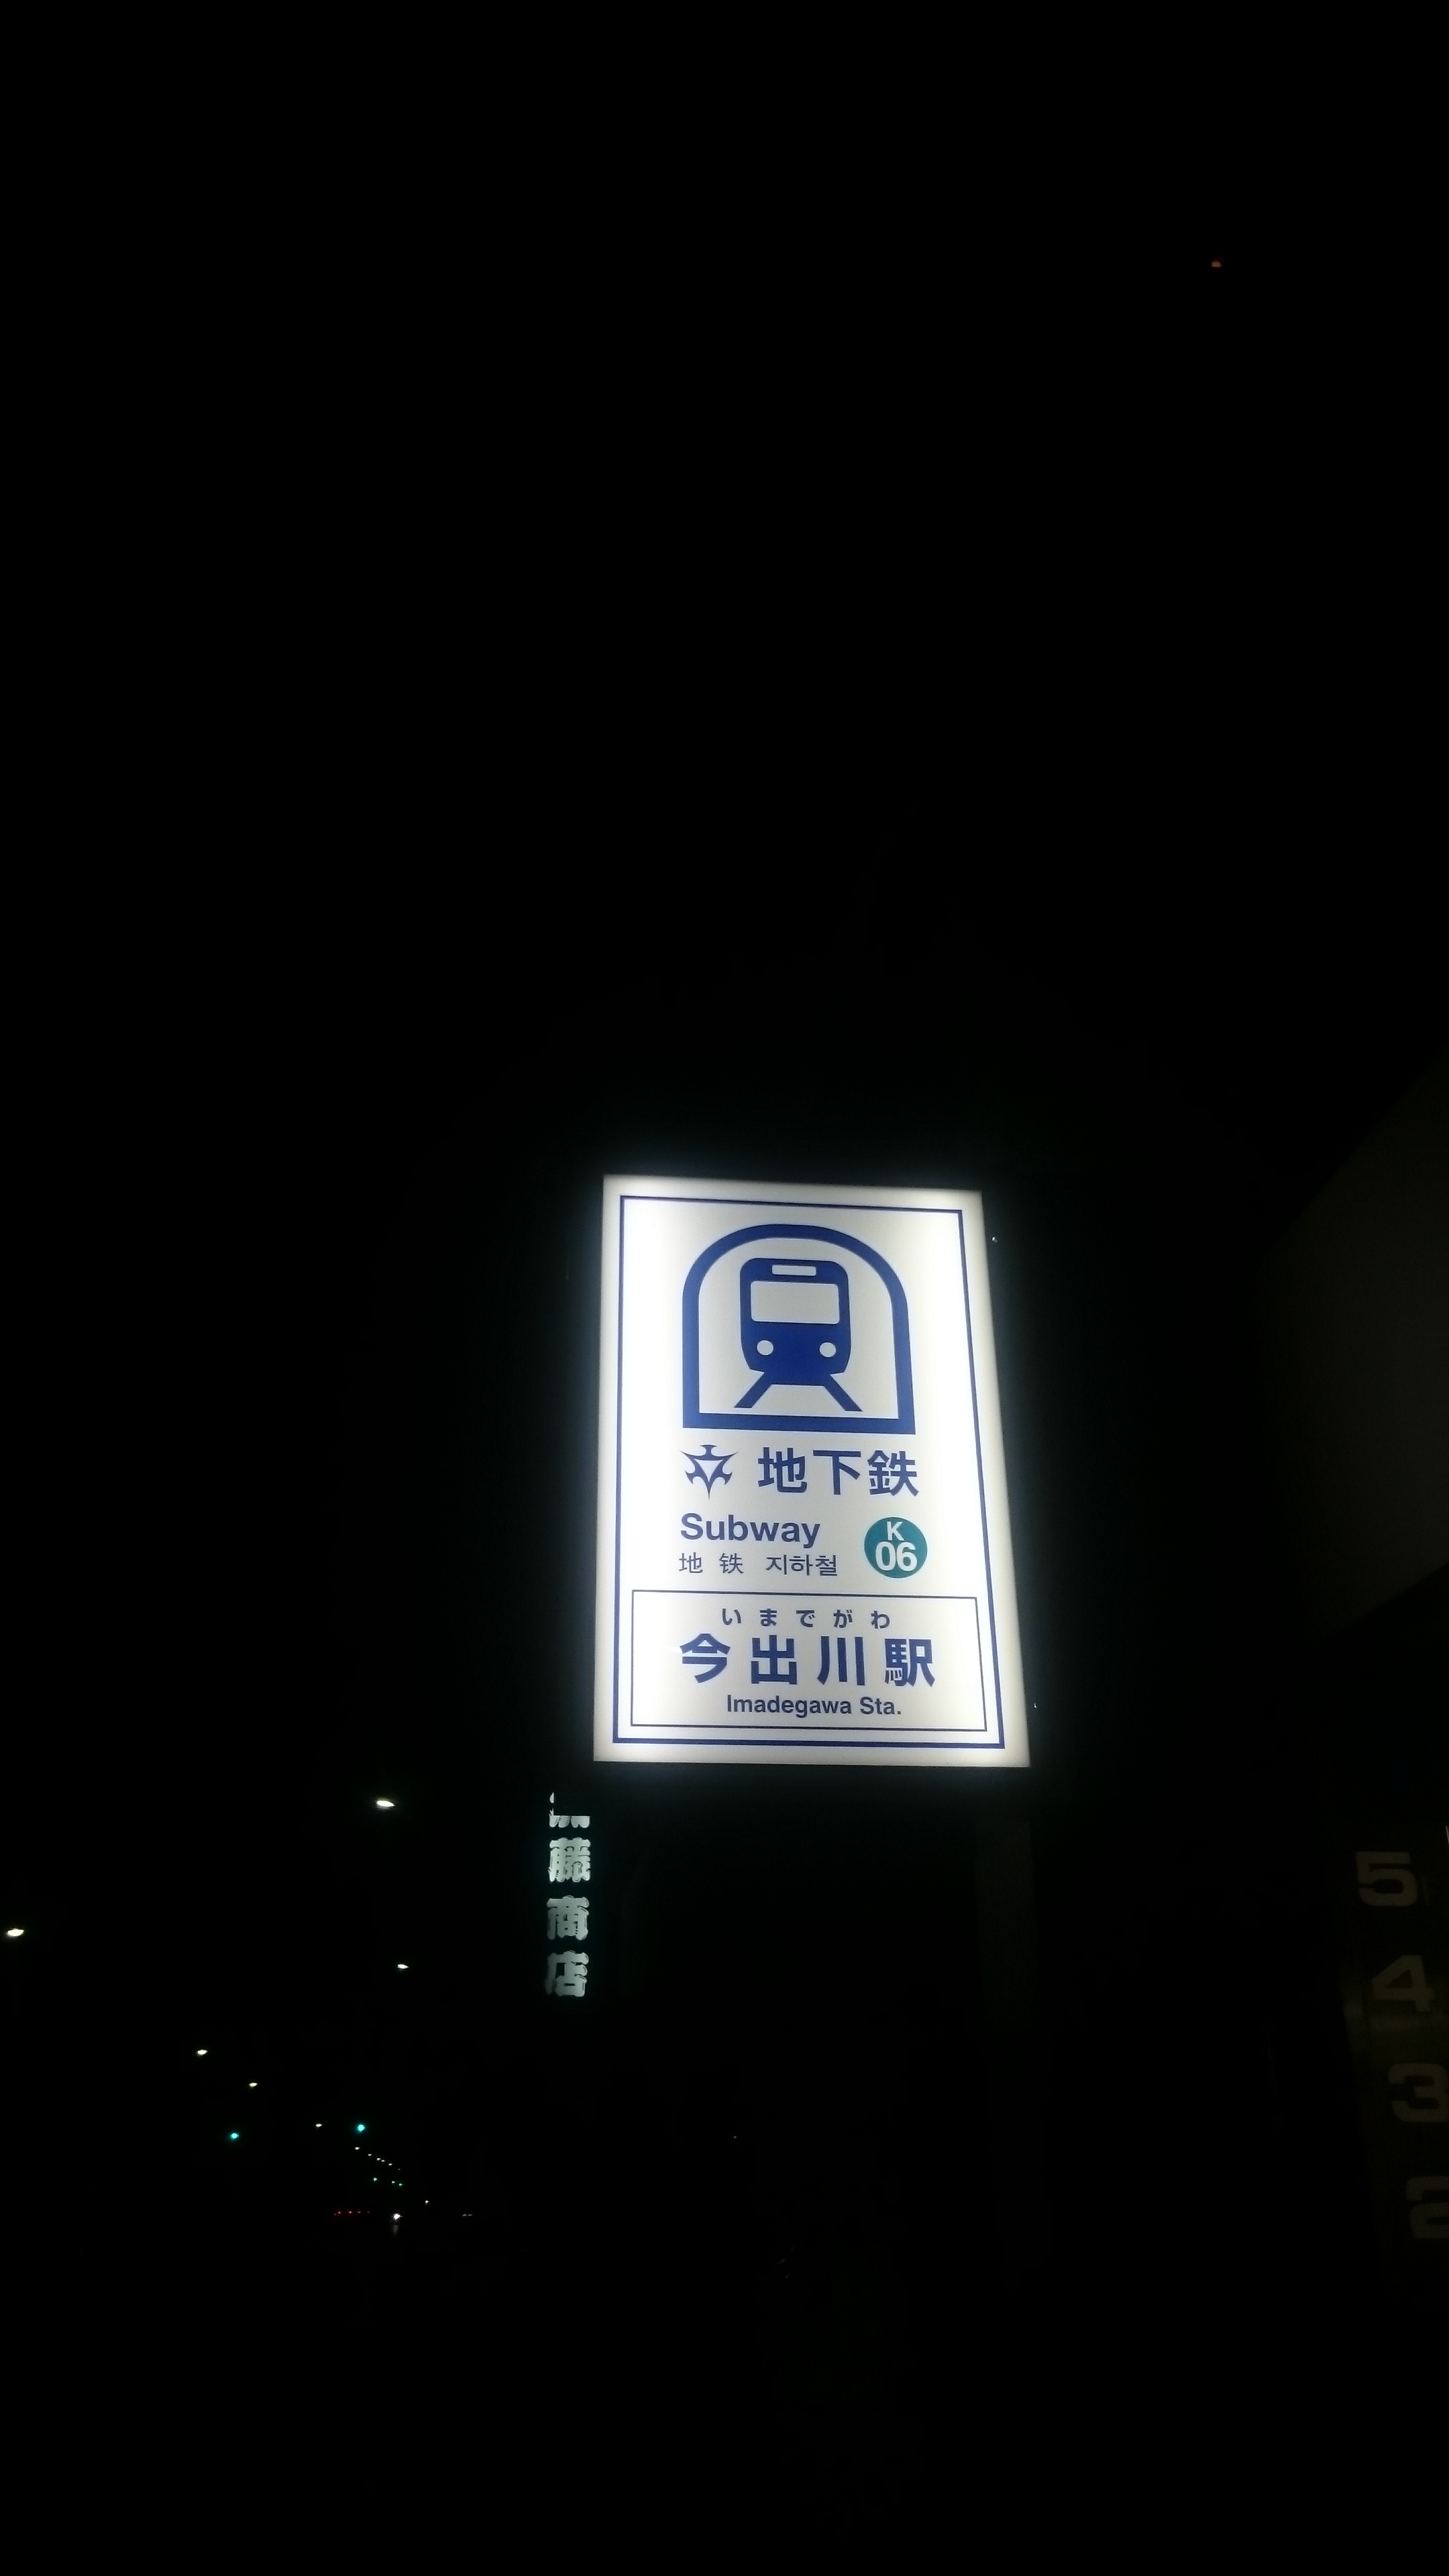 地下鉄
Subway
地 铁 지하철
K
06
いまでがわ
今出川駅
Imadegawa Sta.
藤商店
5
4
3
2